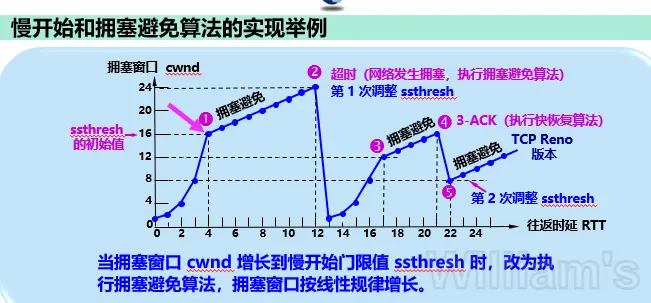 慢开始和拥塞避免算法的实现举例
拥塞窗口 cwnd
② 超时（网络发生拥塞，执行拥塞避免算法）
第 1 次调整 ssthresh
24
20
16
12
8
4
0
ssthresh
的初始值
① 拥塞避免
③ 拥塞避免
④ 3-ACK（执行快恢复算法）
TCP Reno
版本
拥塞避免
⑤
第 2 次调整 ssthresh
0 2 4 6 8 10 12 14 16 18 20 22 24
往返时延 RTT
当拥塞窗口 cwnd 增长到慢开始门限值 ssthresh 时，改为执
行拥塞避免算法，拥塞窗口按线性规律增长。
William's